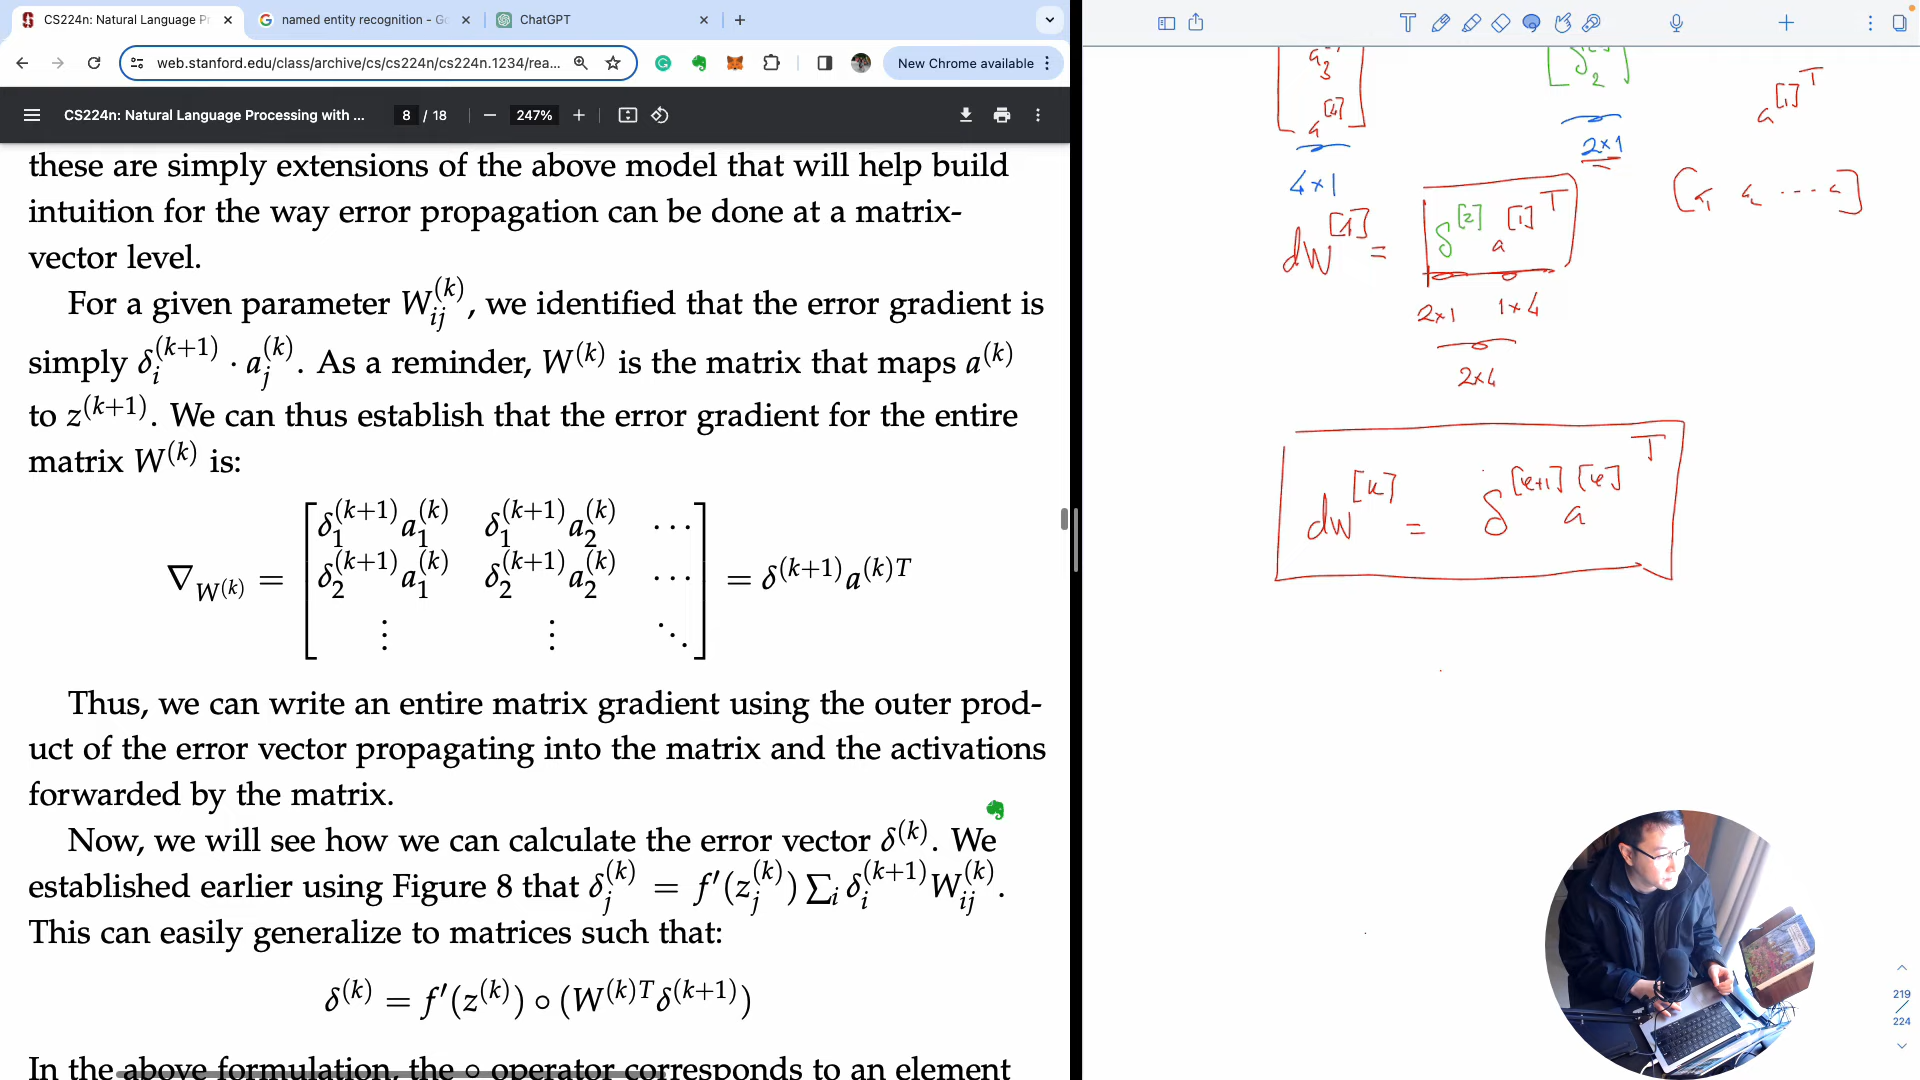 CS224n: Natural Language Pr
named entity recognition - Go
ChatGPT
web.stanford.edu/class/archive/cs/cs224n/cs224n.1234/rea...
New Chrome available
CS224n: Natural Language Processing with ...
8 / 18
247%
these are simply extensions of the above model that will help build
intuition for the way error propagation can be done at a matrix-
vector level.
For a given parameter W_{ij}^{(k)}, we identified that the error gradient is
simply δ_i^{(k+1)} · a_j^{(k)}. As a reminder, W^{(k)} is the matrix that maps a^{(k)}
to z^{(k+1)}. We can thus establish that the error gradient for the entire
matrix W^{(k)} is:
∇_{W^{(k)}} = [δ_1^{(k+1)} a_1^{(k)} δ_1^{(k+1)} a_2^{(k)} ⋯
δ_2^{(k+1)} a_1^{(k)} δ_2^{(k+1)} a_2^{(k)} ⋯
⋮ ⋮ ⋱] = δ^{(k+1)} a^{(k)T}
Thus, we can write an entire matrix gradient using the outer prod-
uct of the error vector propagating into the matrix and the activations
forwarded by the matrix.
Now, we will see how we can calculate the error vector δ^{(k)}. We
established earlier using Figure 8 that δ_j^{(k)} = f′(z_j^{(k)}) ∑_i δ_i^{(k+1)} W_{ij}^{(k)}.
This can easily generalize to matrices such that:
δ^{(k)} = f′(z^{(k)}) ∘ (W^{(k)T} δ^{(k+1)})
In the above formulation, the ∘ operator corresponds to an element
a^{[1]T}
2×1
4×1
dW^{[1]} = δ^{[2]} a^{[1]T}
2×1 1×4
2×4
dW^{[k]} = δ^{[k+1]} a^{[k]T}
219
224